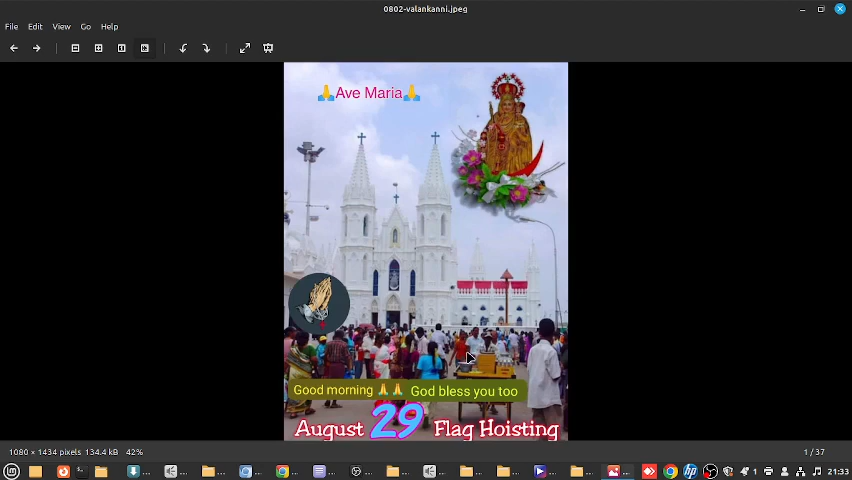 0802-valankanni.jpeg
File Edit View Go Help
🙏Ave Maria🙏
Good morning 🙏 🙏 God bless you too
August 29 Flag Hoisting
1080 × 1434 pixels 134.4 kB 42%
1 / 37
1
21:33